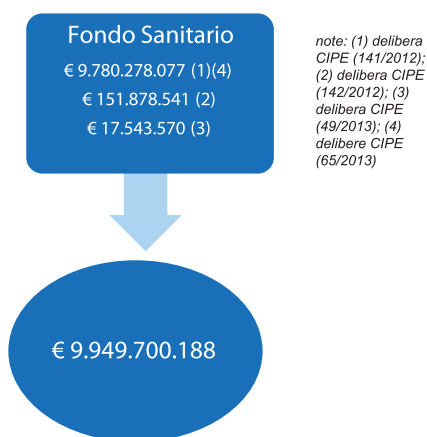 Fondo Sanitario
€ 9.780.278.077 (1)(4)
€ 151.878.541 (2)
€ 17.543.570 (3)
note: (1) delibera
CIPE (141/2012);
(2) delibera CIPE
(142/2012); (3)
delibera CIPE
(49/2013); (4)
delibere CIPE
(65/2013)
€ 9.949.700.188